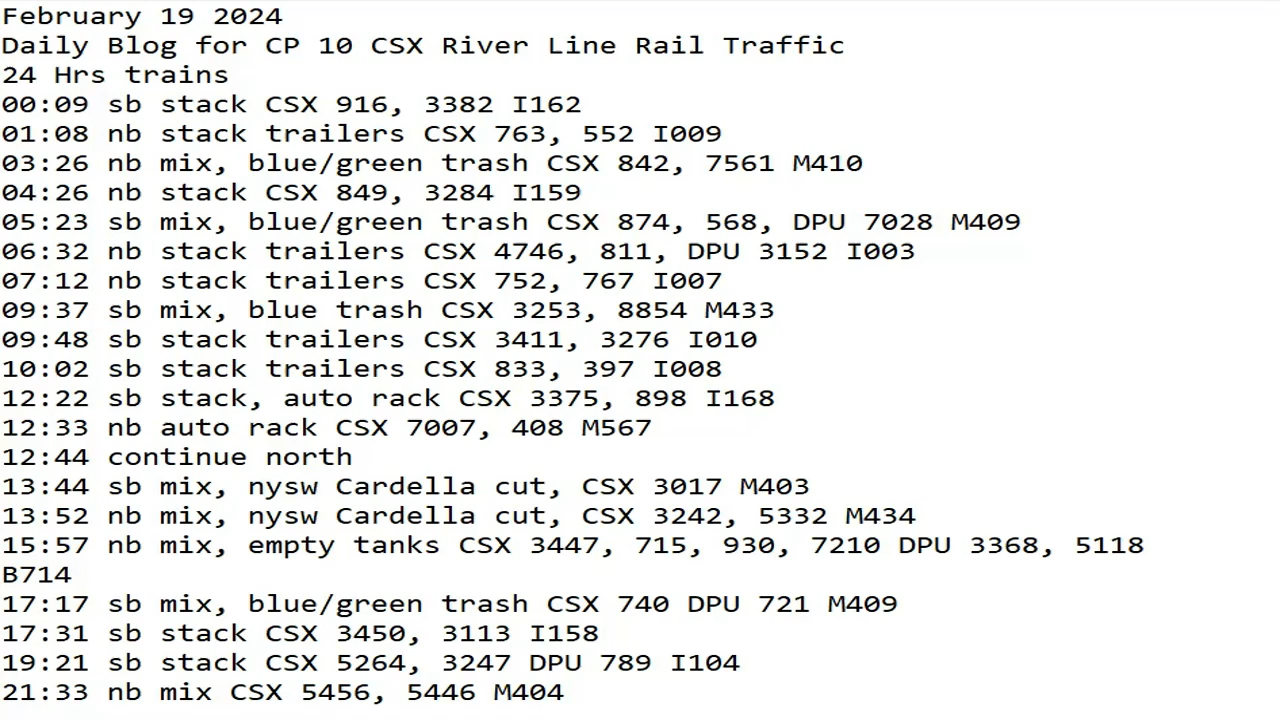 February 19 2024
Daily Blog for CP 10 CSX River Line Rail Traffic
24 Hrs trains
00:09 sb stack CSX 916, 3382 I162
01:08 nb stack trailers CSX 763, 552 I009
03:26 nb mix, blue/green trash CSX 842, 7561 M410
04:26 nb stack CSX 849, 3284 I159
05:23 sb mix, blue/green trash CSX 874, 568, DPU 7028 M409
06:32 nb stack trailers CSX 4746, 811, DPU 3152 I003
07:12 nb stack trailers CSX 752, 767 I007
09:37 sb mix, blue trash CSX 3253, 8854 M433
09:48 sb stack trailers CSX 3411, 3276 I010
10:02 sb stack trailers CSX 833, 397 I008
12:22 sb stack, auto rack CSX 3375, 898 I168
12:33 nb auto rack CSX 7007, 408 M567
12:44 continue north
13:44 sb mix, nysw Cardella cut, CSX 3017 M403
13:52 nb mix, nysw Cardella cut, CSX 3242, 5332 M434
15:57 nb mix, empty tanks CSX 3447, 715, 930, 7210 DPU 3368, 5118
B714
17:17 sb mix, blue/green trash CSX 740 DPU 721 M409
17:31 sb stack CSX 3450, 3113 I158
19:21 sb stack CSX 5264, 3247 DPU 789 I104
21:33 nb mix CSX 5456, 5446 M404